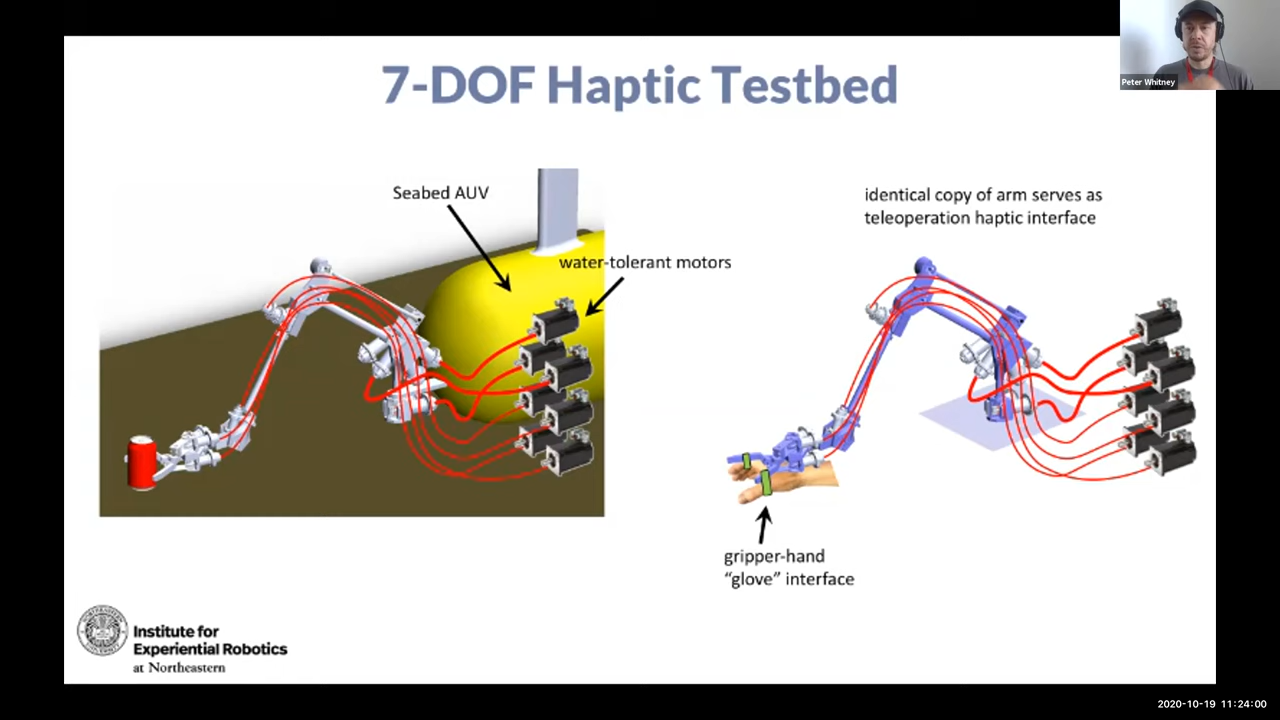 7-DOF Haptic Testbed
Peter Whitney
Seabed AUV
water-tolerant motors
identical copy of arm serves as
teleoperation haptic interface
gripper-hand
“glove” interface
Institute for
Experiential Robotics
at Northeastern
2020-10-19 11:24:00